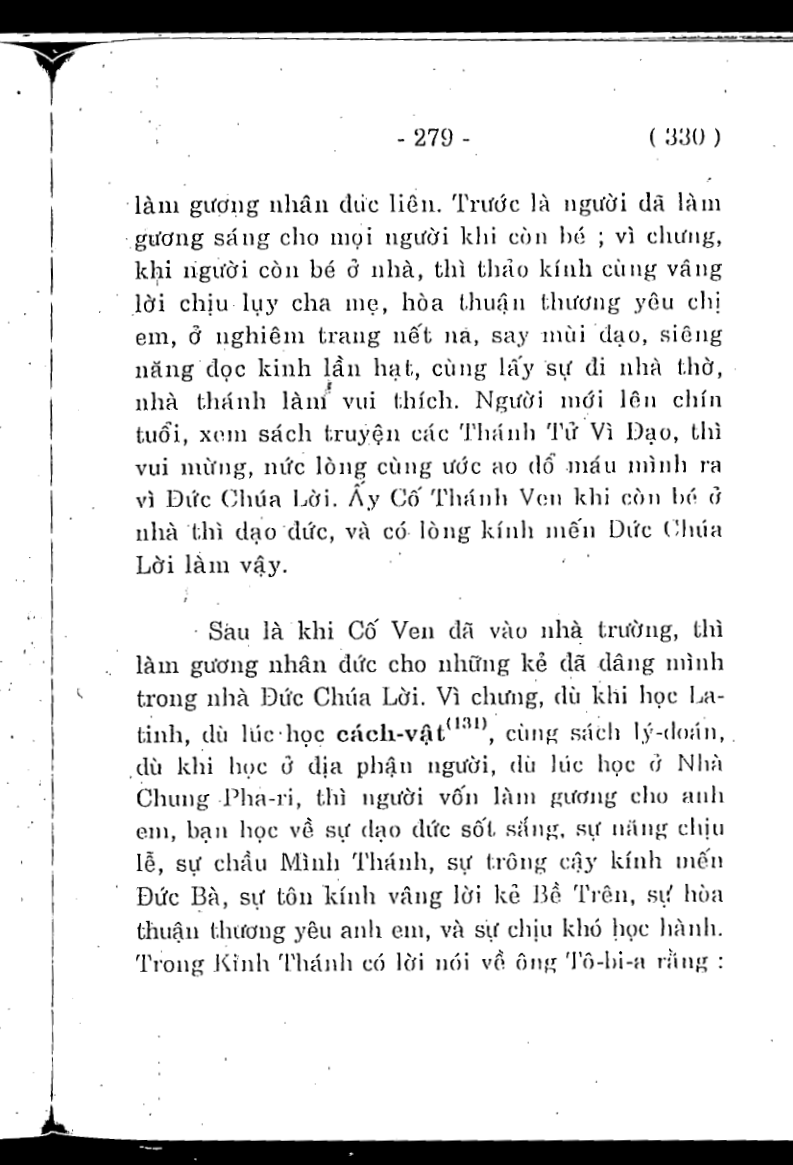 - 279 - ( 330 )
làm gương nhân đức liên. Trước là người đã làm
gương sáng cho mọi người khi còn bé ; vì chưng,
khi người còn bé ở nhà, thì thảo kính cùng vâng
lời chịu lụy cha mẹ, hòa thuận thương yêu chị
em, ở nghiêm trang nết na, say mùi đạo, siêng
năng đọc kinh lần hạt, cùng lấy sự đi nhà thờ,
nhà thánh làm vui thích. Người mới lên chín
tuổi, xem sách truyện các Thánh Tử Vì Đạo, thì
vui mừng, nức lòng cùng ước ao đổ máu mình ra
vì Đức Chúa Lời. Ấy Cố Thánh Ven khi còn bé ở
nhà thì đạo đức, và có lòng kính mến Đức Chúa
Lời làm vậy.
Sau là khi Cố Ven đã vào nhà trường, thì
làm gương nhân đức cho những kẻ đã dâng mình
trong nhà Đức Chúa Lời. Vì chưng, dù khi học La-
tinh, dù lúc học cách-vật(131), cùng sách lý-đoán,
dù khi học ở địa phận người, dù lúc học ở Nhà
Chung Pha-ri, thì người vốn làm gương cho anh
em, bạn học về sự đạo đức sốt sắng, sự năng chịu
lễ, sự chầu Mình Thánh, sự trông cậy kính mến
Đức Bà, sự tôn kính vâng lời kẻ Bề Trên, sự hòa
thuận thương yêu anh em, và sự chịu khó học hành.
Trong Kinh Thánh có lời nói về ông Tô-bi-a rằng :